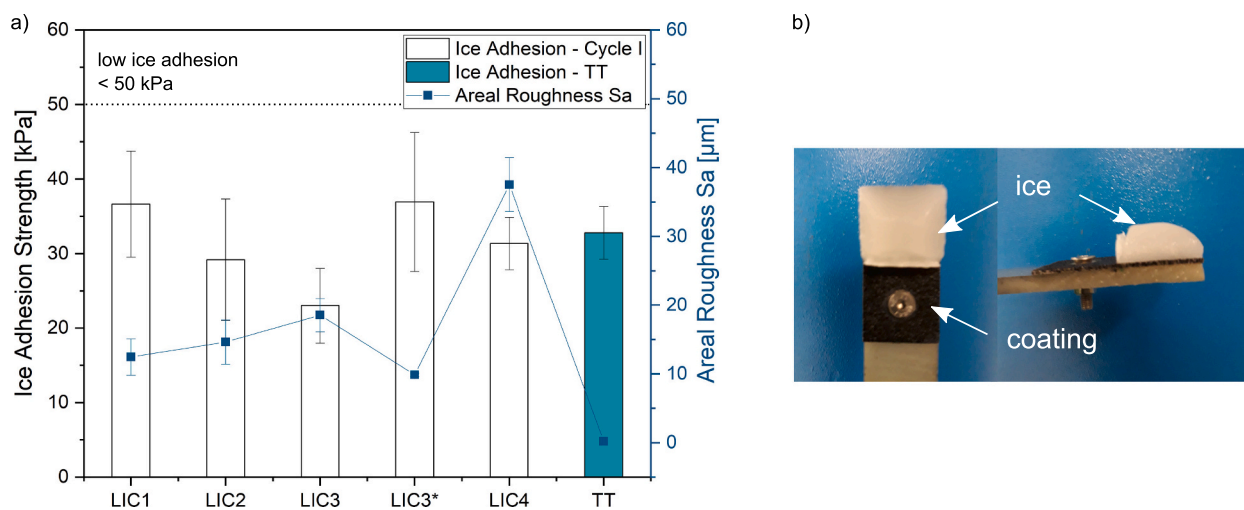 a)
60
50
40
30
20
10
0
Ice Adhesion Strength [kPa]
low ice adhesion
< 50 kPa
Ice Adhesion - Cycle I
Ice Adhesion - TT
Areal Roughness Sa
60
50
40
30
20
10
0
Areal Roughness Sa [µm]
LIC1 LIC2 LIC3 LIC3* LIC4 TT
b)
ice
coating